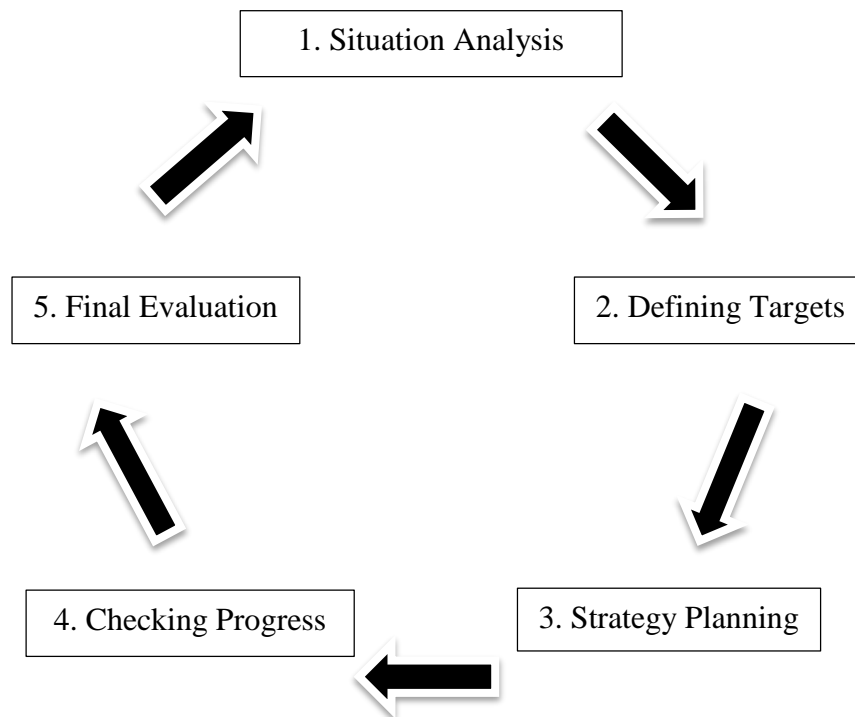 1. Situation Analysis
2. Defining Targets
3. Strategy Planning
4. Checking Progress
5. Final Evaluation